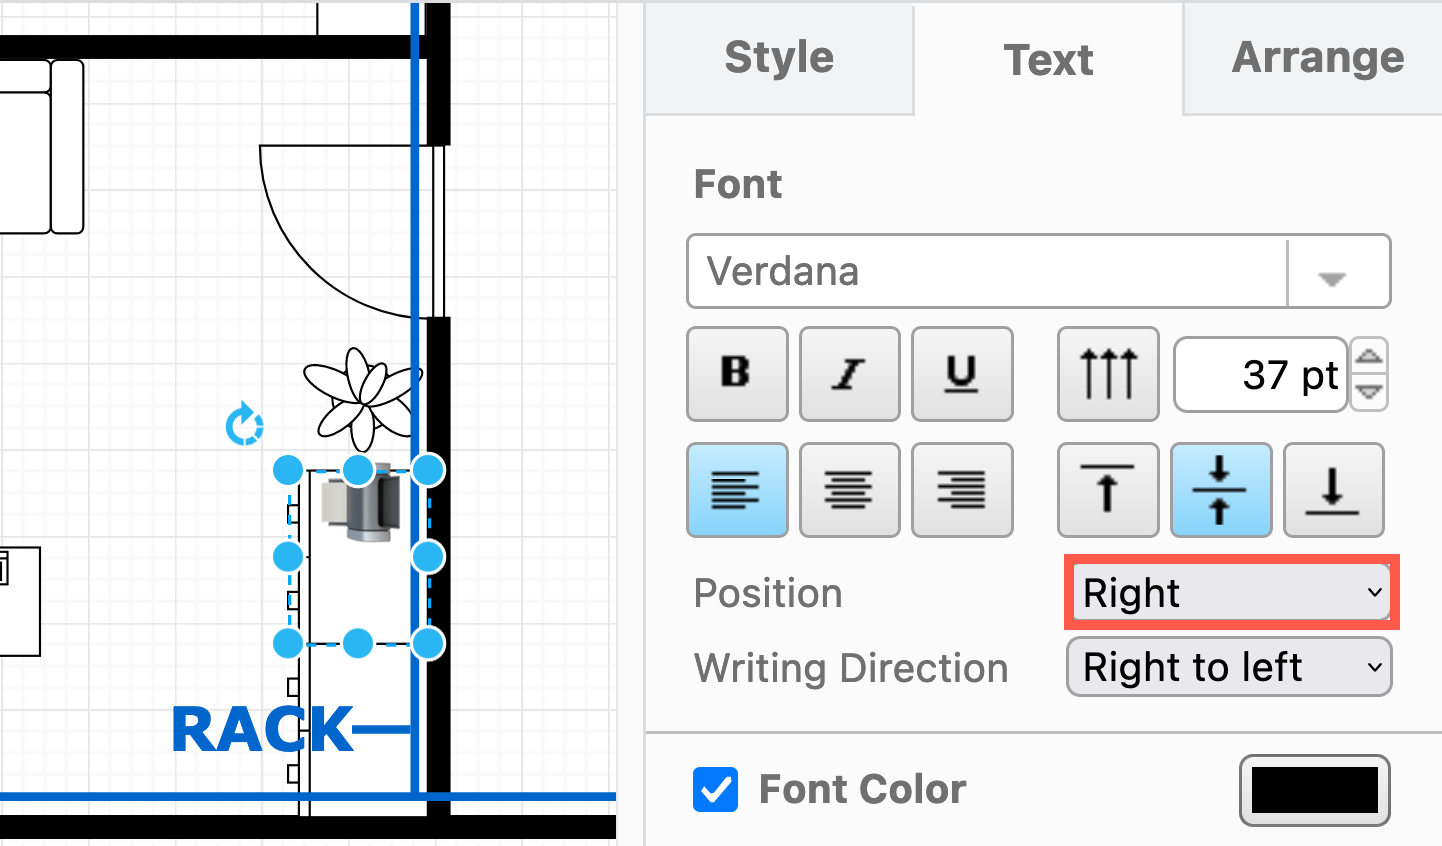 Style Text Arrange
Font
Verdana
B I U 37 pt
Position Right
Writing Direction Right to left
RACK
Font Color